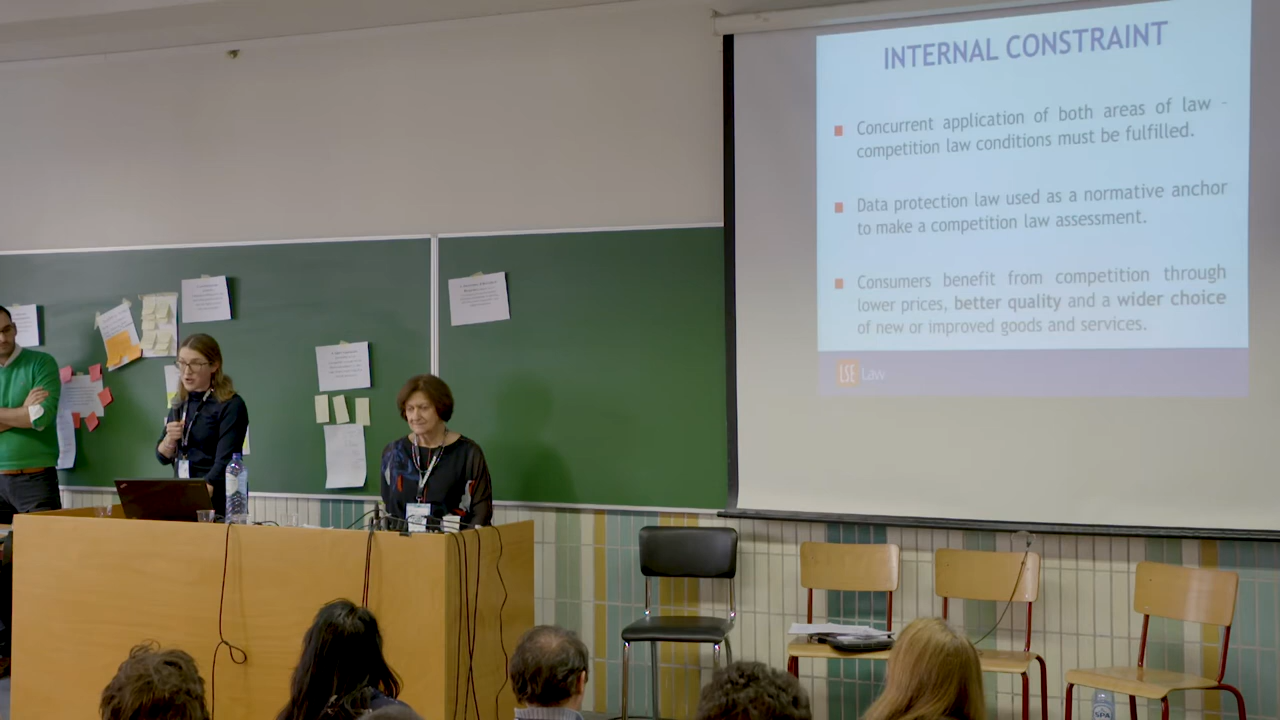 INTERNAL CONSTRAINT
Concurrent application of both areas of law -
competition law conditions must be fulfilled.
Data protection law used as a normative anchor
to make a competition law assessment.
Consumers benefit from competition through
lower prices, better quality and a wider choice
of new or improved goods and services.
LSE Law
SPA